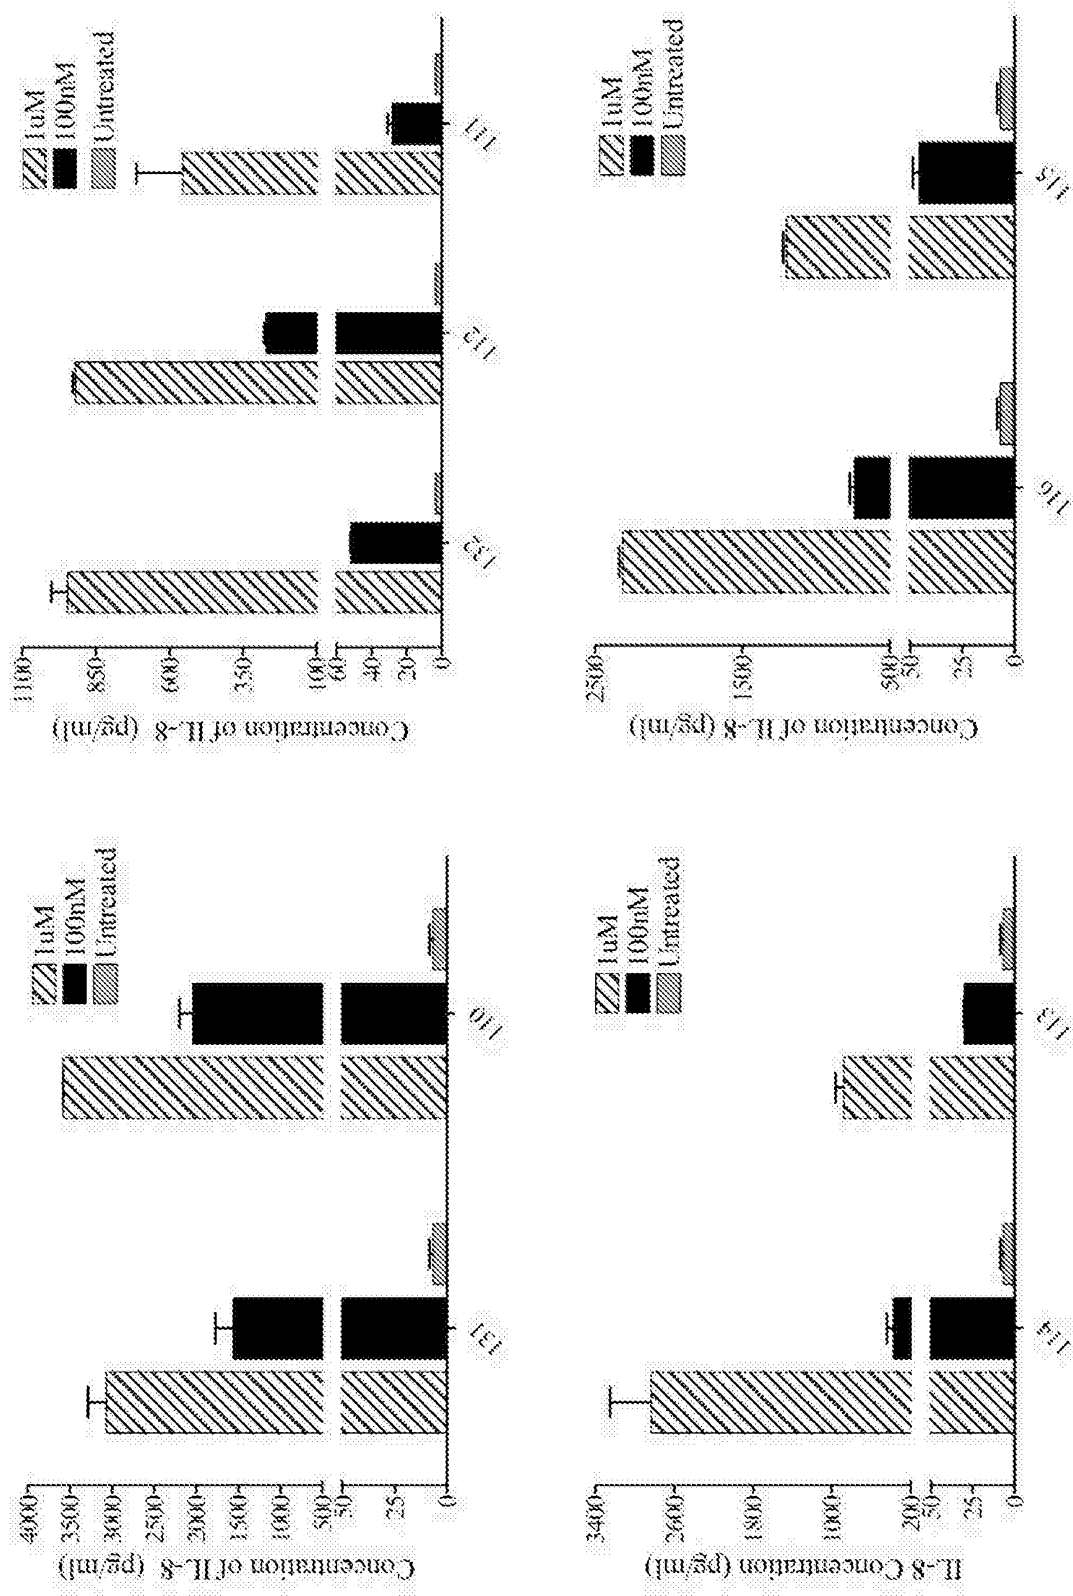 Concentration of IL-8 (pg/ml)
4000
3500
3000
2500
2000
1500
1000
500
50
25
0
1uM
100nM
Untreated
131
110
Concentration of IL-8 (pg/ml)
1100
850
600
350
100
60
40
20
0
1uM
100nM
Untreated
132
112
111
IL-8 Concentration (pg/ml)
3400
2600
1800
1000
200
50
25
0
1uM
100nM
Untreated
114
113
Concentration of IL-8 (pg/ml)
2500
1500
500
50
25
0
1uM
100nM
Untreated
116
115